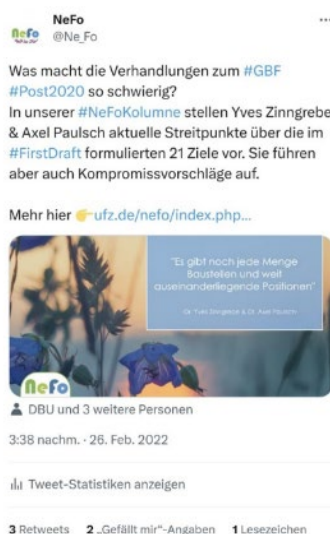 NeFo
@Ne_Fo
Was macht die Verhandlungen zum #GBF
#Post2020 so schwierig?
In unserer #NeFoKolumne stellen Yves Zinngrebe
& Axel Paulsch aktuelle Streitpunkte über die im
#FirstDraft formulierten 21 Ziele vor. Sie führen
aber auch Kompromissvorschläge auf.
Mehr hier 👉ufz.de/nefo/index.php...
"Es gibt noch jede Menge
Baustellen und weit
auseinanderliegende Positionen"
Dr. Yves Zinngrebe & Dr. Axel Paulsch
NeFo
DBU und 3 weitere Personen
3:38 nachm. · 26. Feb. 2022
Tweet-Statistiken anzeigen
3 Retweets 2 „Gefällt mir“-Angaben 1 Lesezeichen